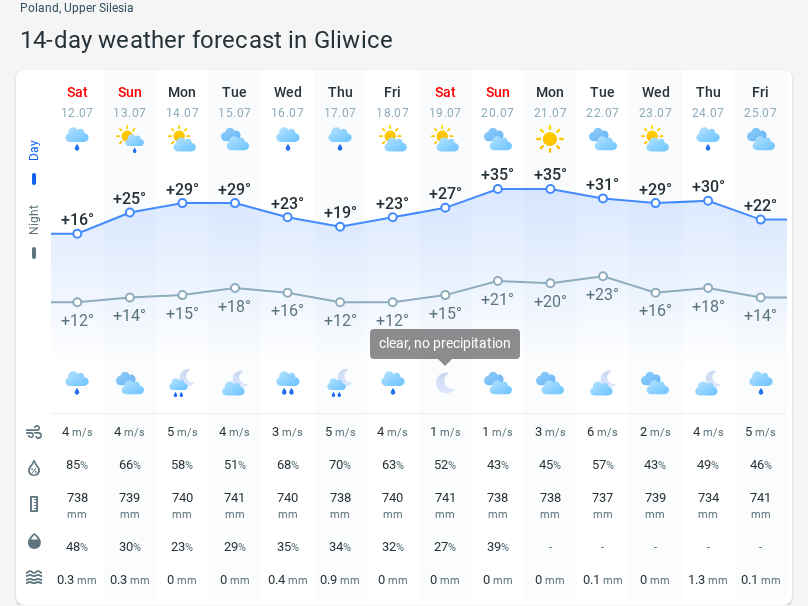 Poland, Upper Silesia
14-day weather forecast in Gliwice
Sat Sun Mon Tue Wed Thu Fri Sat Sun Mon Tue Wed Thu Fri
12.07 13.07 14.07 15.07 16.07 17.07 18.07 19.07 20.07 21.07 22.07 23.07 24.07 25.07
Day
+16° +25° +29° +29° +23° +19° +23° +27° +35° +35° +31° +29° +30° +22°
Night
+12° +14° +15° +18° +16° +12° +12° +15° +21° +20° +23° +16° +18° +14°
clear, no precipitation
4 m/s 4 m/s 5 m/s 4 m/s 3 m/s 5 m/s 4 m/s 1 m/s 1 m/s 3 m/s 6 m/s 2 m/s 4 m/s 5 m/s
85% 66% 58% 51% 68% 70% 63% 52% 43% 45% 57% 43% 49% 46%
738 739 740 741 740 738 740 741 738 738 737 739 734 741
mm mm mm mm mm mm mm mm mm mm mm mm mm mm
48% 30% 23% 29% 35% 34% 32% 27% 39% - - - - -
0.3 mm 0.3 mm 0 mm 0 mm 0.4 mm 0.9 mm 0 mm 0 mm 0 mm 0 mm 0.1 mm 0 mm 1.3 mm 0.1 mm